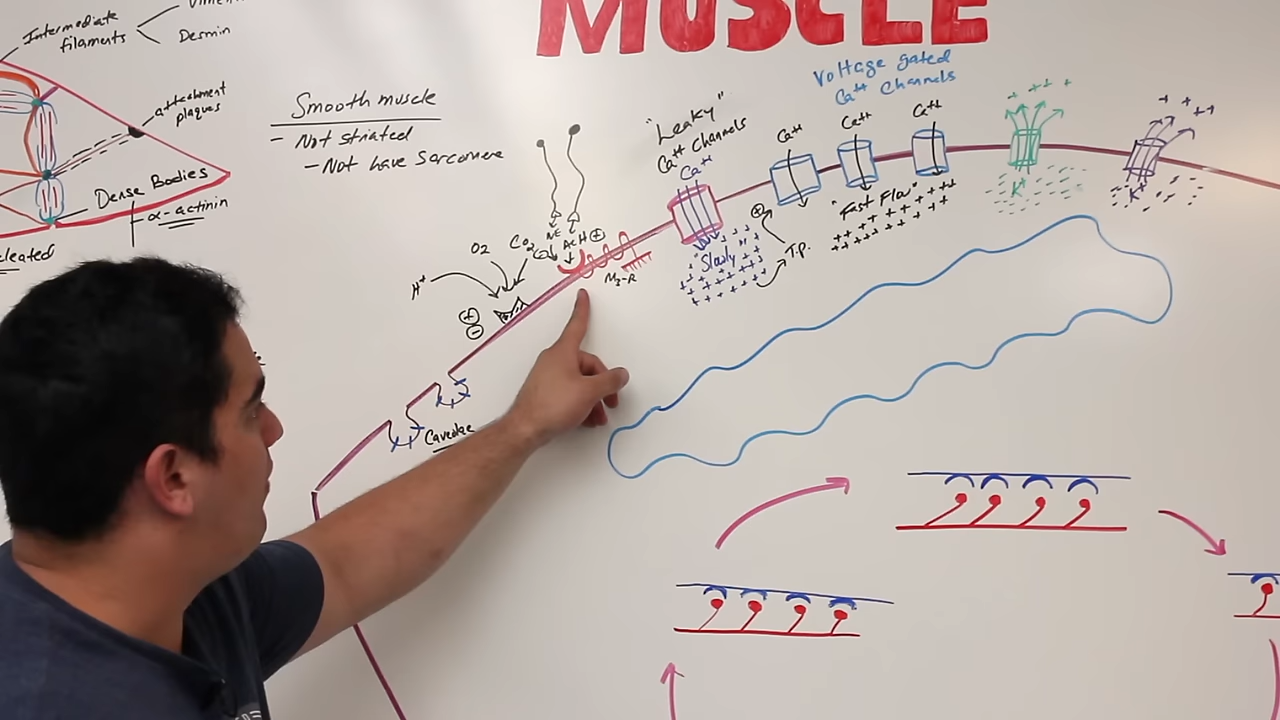 MUSCLE
Intermediate
filaments
Desmin
attachment
plaques
Dense Bodies
α-actinin
Smooth muscle
- Not striated
- Not have Sarcomere
"Leaky"
Ca++ Channels
Ca++
Voltage gated
Ca++ Channels
Ca++
Ca++
Ca++
+ + + +
+ + ++
K+
K+
"Fast Flow"
Slowly
⊕
T.P.
H+
O2
CO2
NE
ACH
⊕
M3-R
⊕
⊖
Caveolae